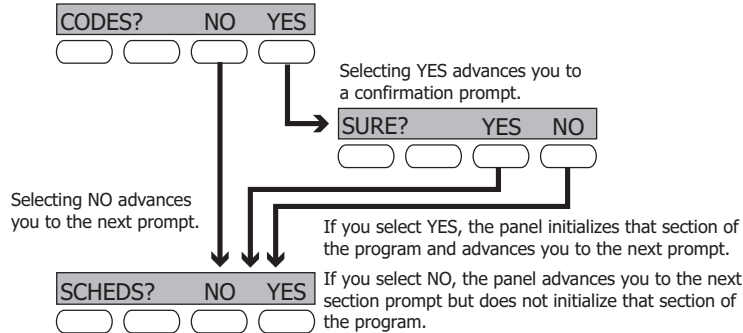 CODES? NO YES
Selecting YES advances you to
a confirmation prompt.
SURE? YES NO
Selecting NO advances
you to the next prompt.
If you select YES, the panel initializes that section of
the program and advances you to the next prompt.
SCHEDS? NO YES
If you select NO, the panel advances you to the next
section prompt but does not initialize that section of
the program.